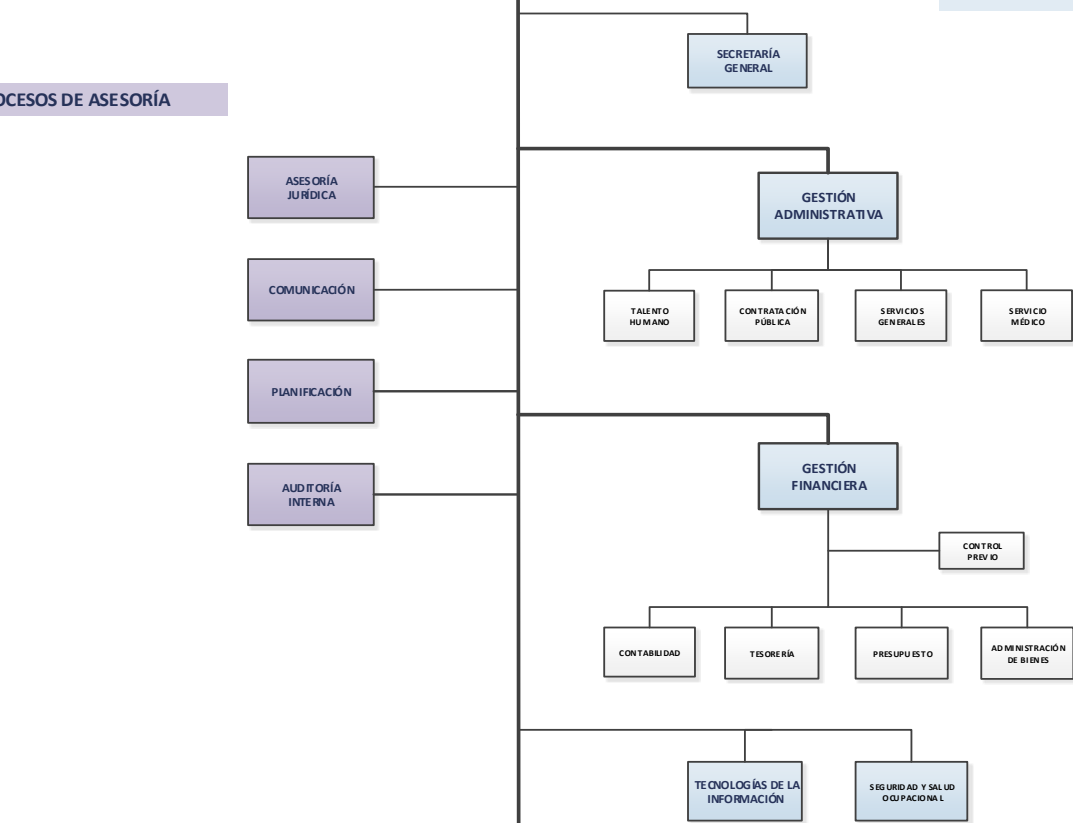 SECRETARÍA
GENERAL
OCESOS DE ASESORÍA
ASESORÍA
JURÍDICA
GESTIÓN
ADMINISTRATIVA
COMUNICACIÓN
TALENTO
HUMANO
CONTRATACIÓN
PÚBLICA
SERVICIOS
GENERALES
SERVICIO
MÉDICO
PLANIFICACIÓN
GESTIÓN
FINANCIERA
AUDITORÍA
INTERNA
CONTROL
PREVIO
CONTABILIDAD
TESORERÍA
PRESUPUESTO
ADMINISTRACIÓN
DE BIENES
TECNOLOGÍAS DE LA
INFORMACIÓN
SEGURIDAD Y SALUD
OCUPACIONAL